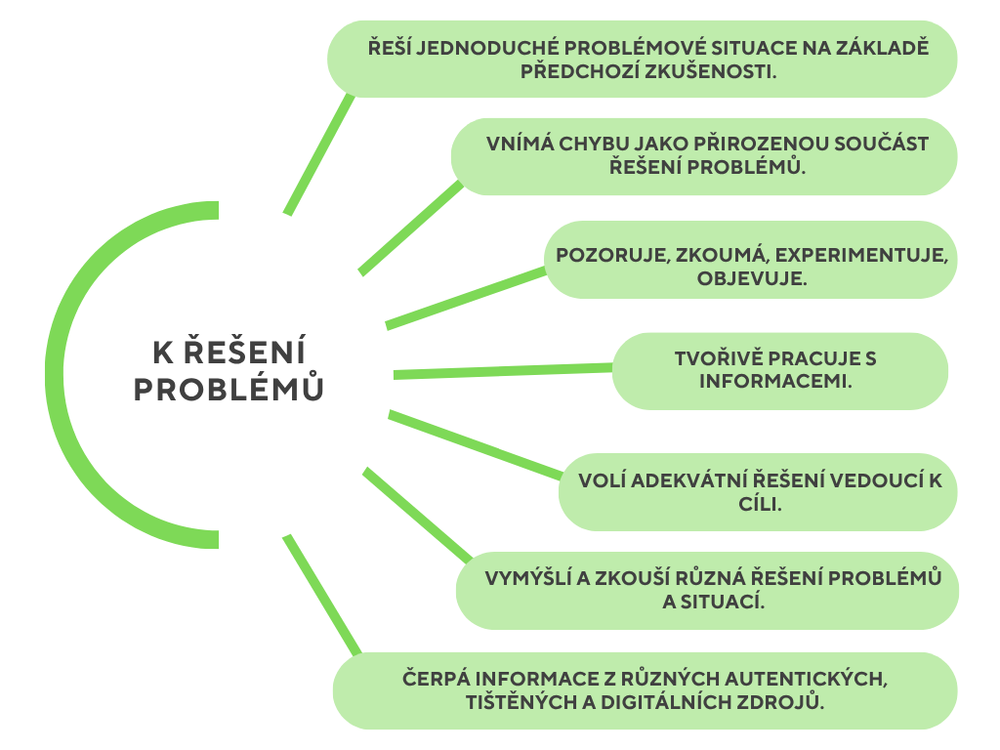 ŘEŠÍ JEDNODUCHÉ PROBLÉMOVÉ SITUACE NA ZÁKLADĚ
PŘEDCHOZÍ ZKUŠENOSTI.
VNÍMÁ CHYBU JAKO PŘIROZENOU SOUČÁST
ŘEŠENÍ PROBLÉMŮ.
POZORUJE, ZKOUMÁ, EXPERIMENTUJE,
OBJEVUJE.
K ŘEŠENÍ
PROBLÉMŮ
TVOŘIVĚ PRACUJE S
INFORMACEMI.
VOLÍ ADEKVÁTNÍ ŘEŠENÍ VEDOUCÍ K
CÍLI.
VYMÝŠLÍ A ZKOUŠÍ RŮZNÁ ŘEŠENÍ PROBLÉMŮ
A SITUACÍ.
ČERPÁ INFORMACE Z RŮZNÝCH AUTENTICKÝCH,
TIŠTĚNÝCH A DIGITÁLNÍCH ZDROJŮ.